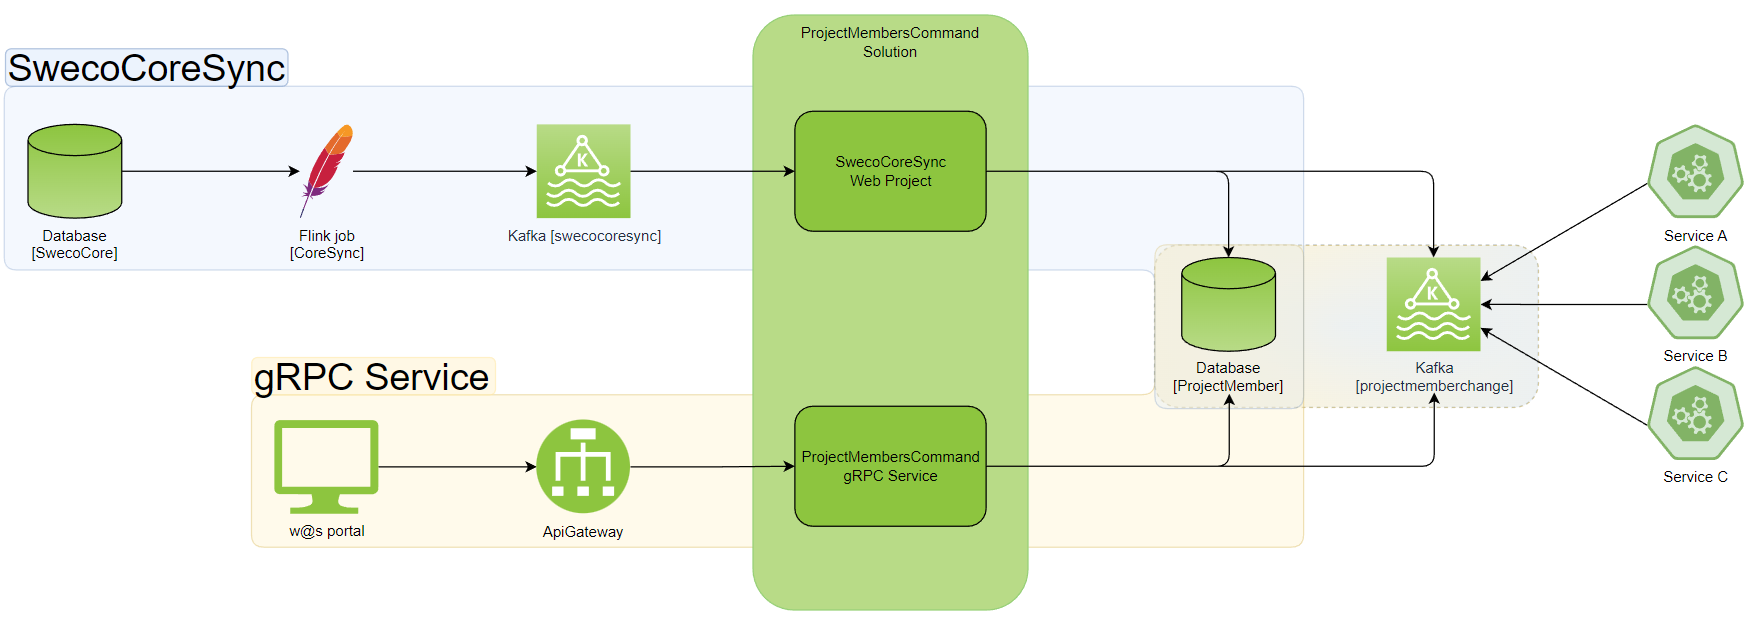 ProjectMembersCommand
Solution
SwecoCoreSync
Database
[SwecoCore]
Flink job
[CoreSync]
K
Kafka [swecocoresync]
SwecoCoreSync
Web Project
Service A
K
Database
[ProjectMember]
Kafka
[projectmemberchange]
Service B
gRPC Service
w@s portal
ApiGateway
ProjectMembersCommand
gRPC Service
Service C